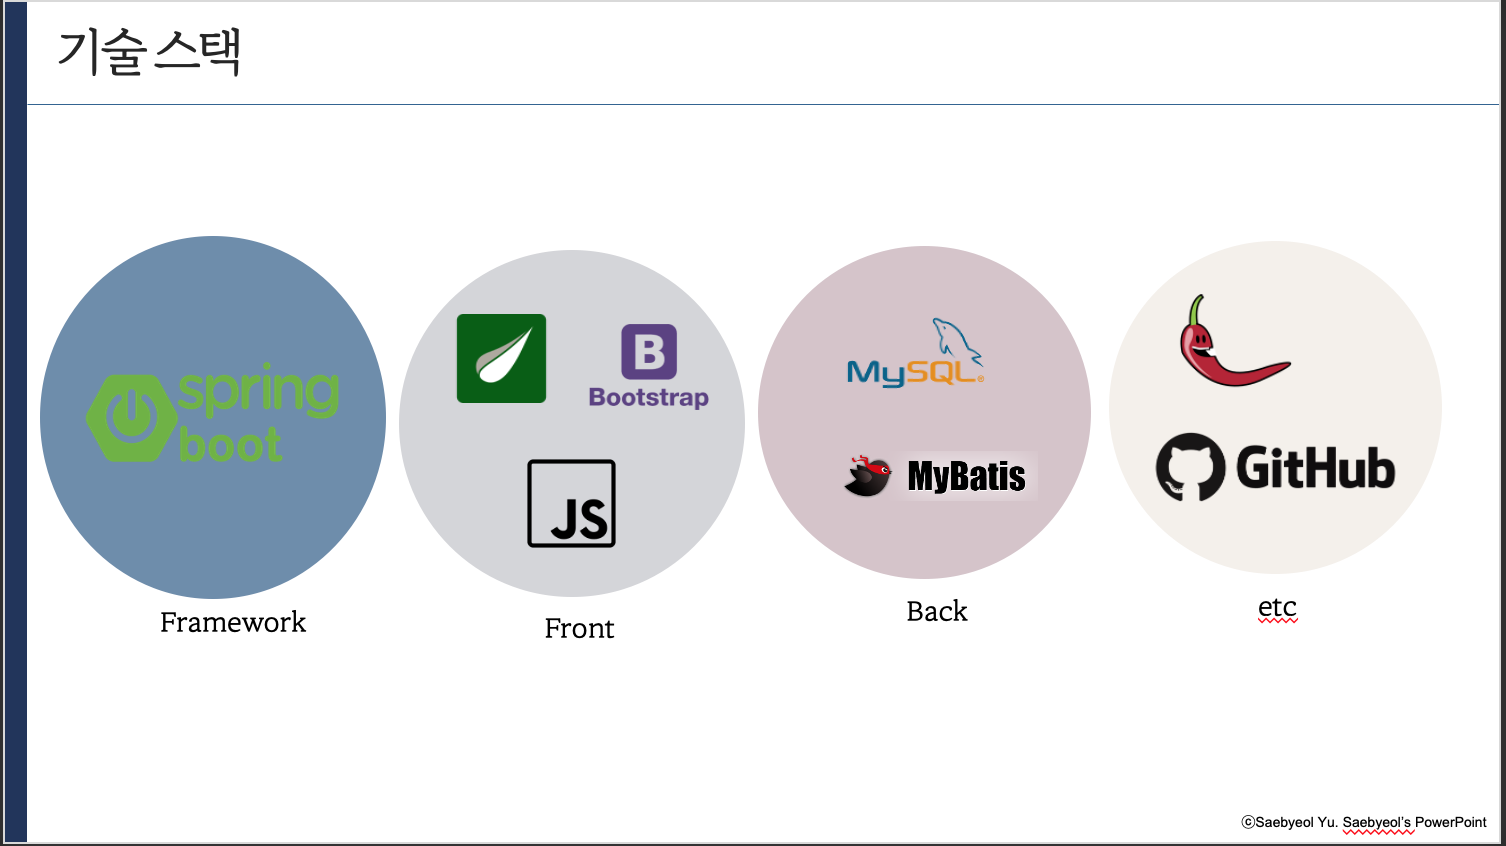 기술 스택
spring
boot
B
Bootstrap
JS
MySQL®
MyBatis
GitHub
Framework
Front
Back
etc
ⓒSaebyeol Yu. Saebyeol's PowerPoint